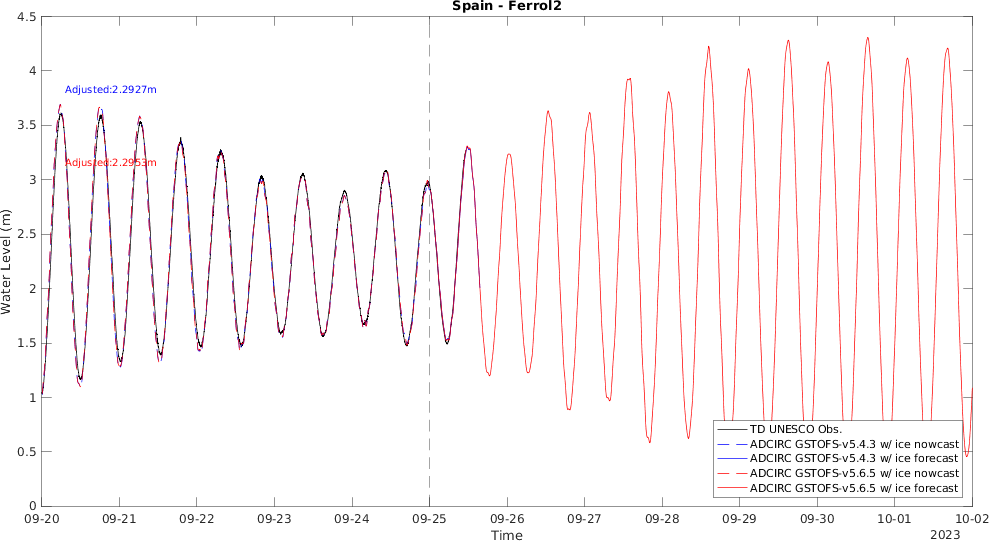 Spain - Ferrol2
4.5
4
3.5
3
2.5
2
1.5
1
0.5
0
Water Level (m)
Adjusted:2.2927m
Adjusted:2.2953m
TD UNESCO Obs.
ADCIRC GSTOFS-v5.4.3 w/ ice nowcast
ADCIRC GSTOFS-v5.4.3 w/ ice forecast
ADCIRC GSTOFS-v5.6.5 w/ ice nowcast
ADCIRC GSTOFS-v5.6.5 w/ ice forecast
09-20 09-21 09-22 09-23 09-24 09-25 09-26 09-27 09-28 09-29 09-30 10-01 10-02
Time
2023